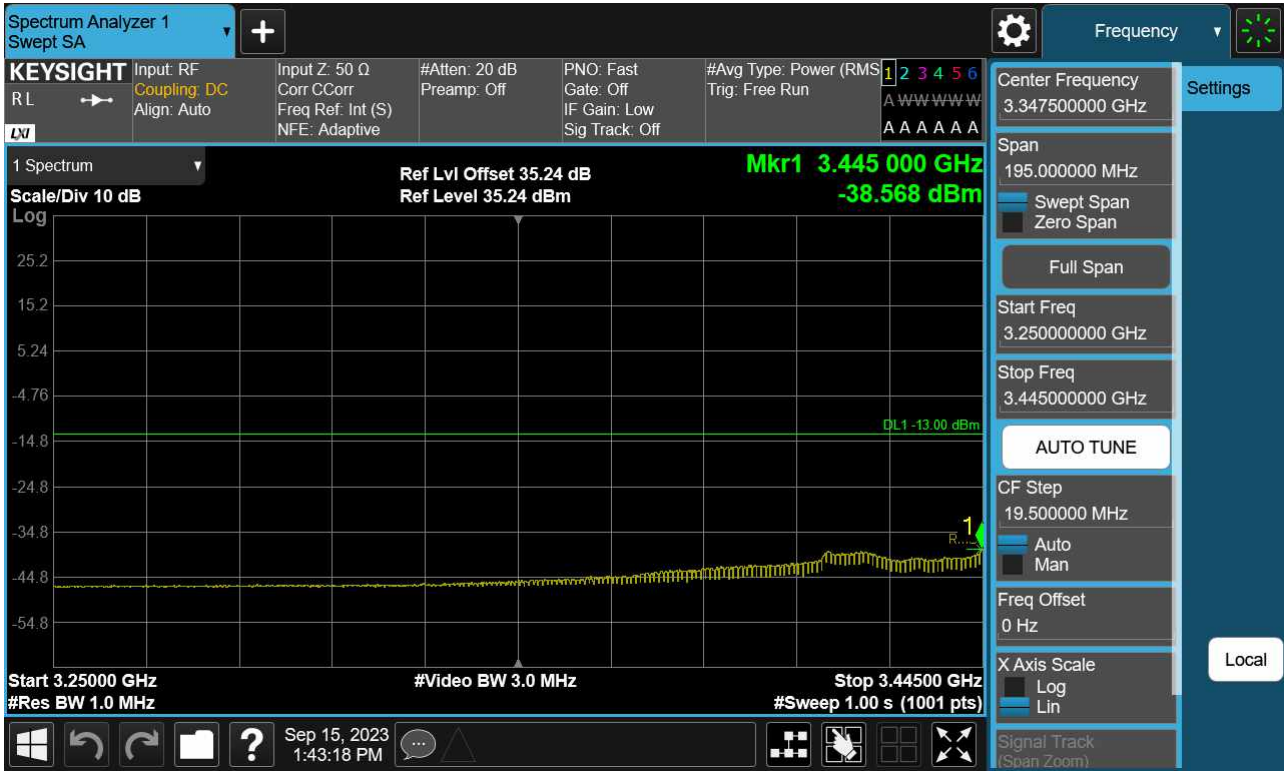 Spectrum Analyzer 1
Swept SA
+
Frequency
KEYSIGHT
R L
LXI
Input: RF
Coupling: DC
Align: Auto
Input Z: 50 Ω
Corr CCorr
Freq Ref: Int (S)
NFE: Adaptive
#Atten: 20 dB
Preamp: Off
PNO: Fast
Gate: Off
IF Gain: Low
Sig Track: Off
#Avg Type: Power (RMS
Trig: Free Run
1 2 3 4 5 6
A W W W W W
A A A A A A
1 Spectrum
Scale/Div 10 dB
Log
Ref Lvl Offset 35.24 dB
Ref Level 35.24 dBm
Mkr1 3.445 000 GHz
-38.568 dBm
25.2
15.2
5.24
-4.76
-14.8
-24.8
-34.8
-44.8
-54.8
DL1 -13.00 dBm
1
Start 3.25000 GHz
#Res BW 1.0 MHz
#Video BW 3.0 MHz
Stop 3.44500 GHz
#Sweep 1.00 s (1001 pts)
Center Frequency
3.347500000 GHz
Span
195.000000 MHz
Swept Span
Zero Span
Full Span
Start Freq
3.250000000 GHz
Stop Freq
3.445000000 GHz
AUTO TUNE
CF Step
19.500000 MHz
Auto
Man
Freq Offset
0 Hz
X Axis Scale
Log
Lin
Signal Track
(Span Zoom)
Settings
Local
?
Sep 15, 2023
1:43:18 PM